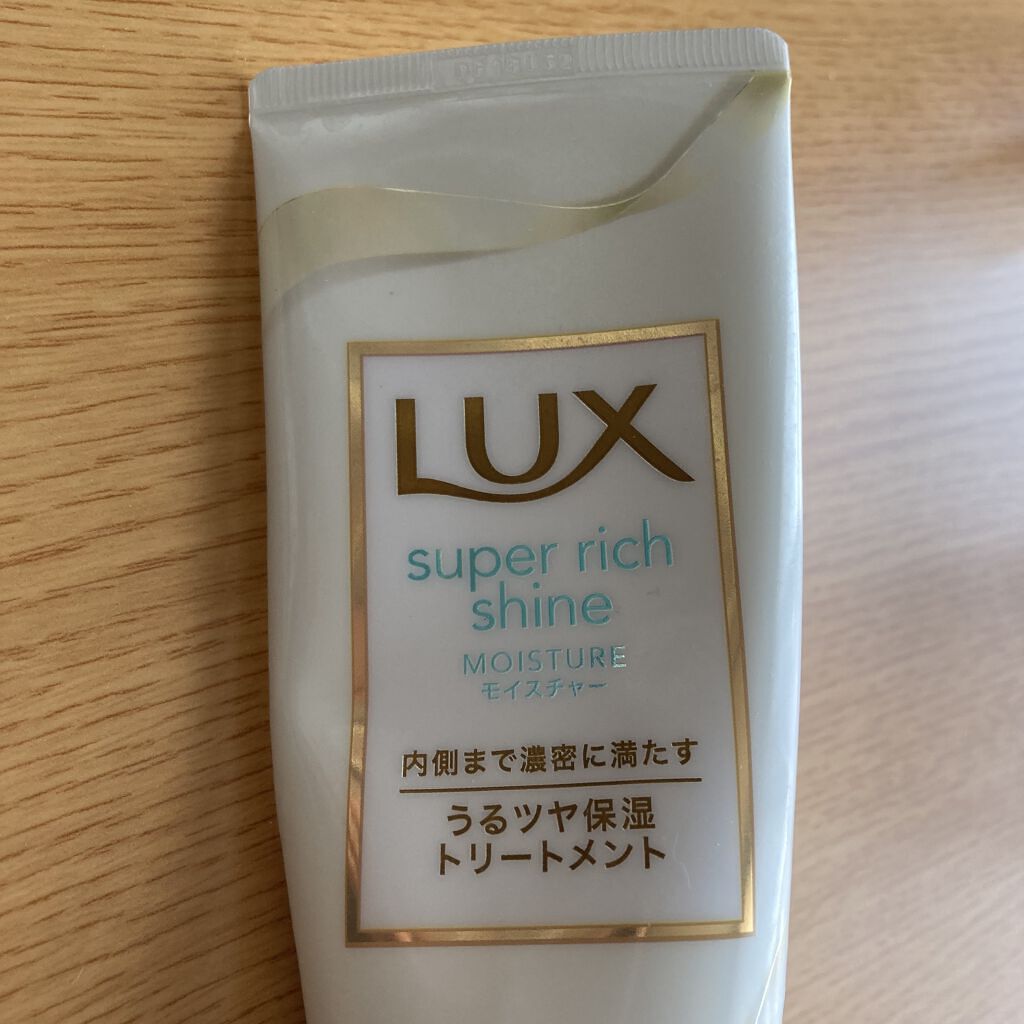 LUX
super rich
shine
MOISTURE
モイスチャー
内側まで濃密に満たす
うるツヤ保湿
トリートメント